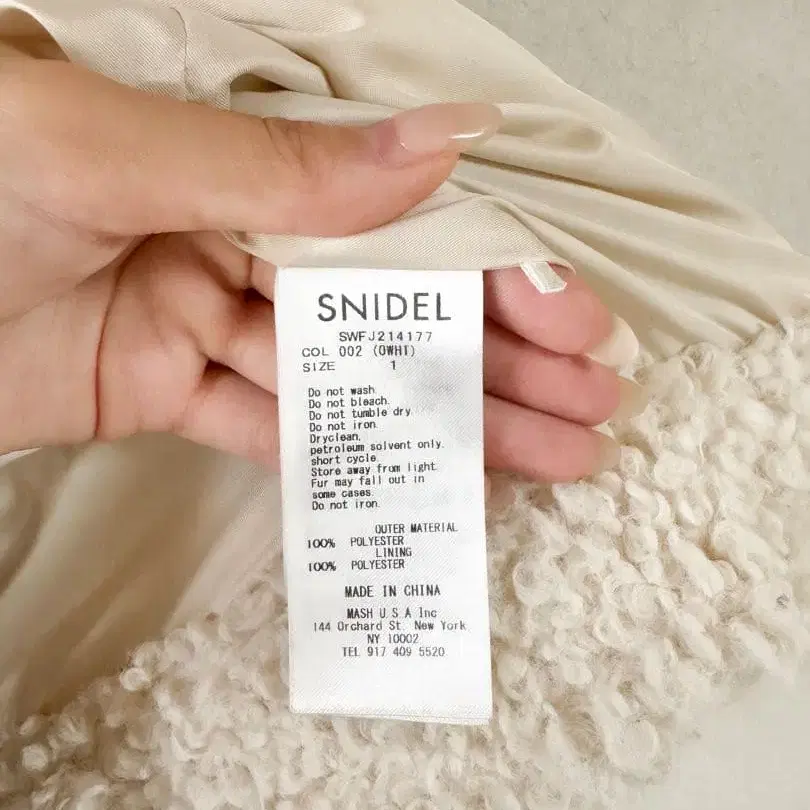 SNIDEL
SWFJ214177
COL 002 (OWHT)
SIZE 1
Do not wash.
Do not bleach.
Do not tumble dry.
Do not iron.
Dryclean,
petroleum solvent only.
short cycle.
Store away from light.
Fur may fall out in
some cases.
Do not iron.
OUTER MATERIAL
100% POLYESTER
LINING
100% POLYESTER
MADE IN CHINA
MASH U.S.A Inc
144 Orchard St. New York
NY 10002
TEL 917 409 5520